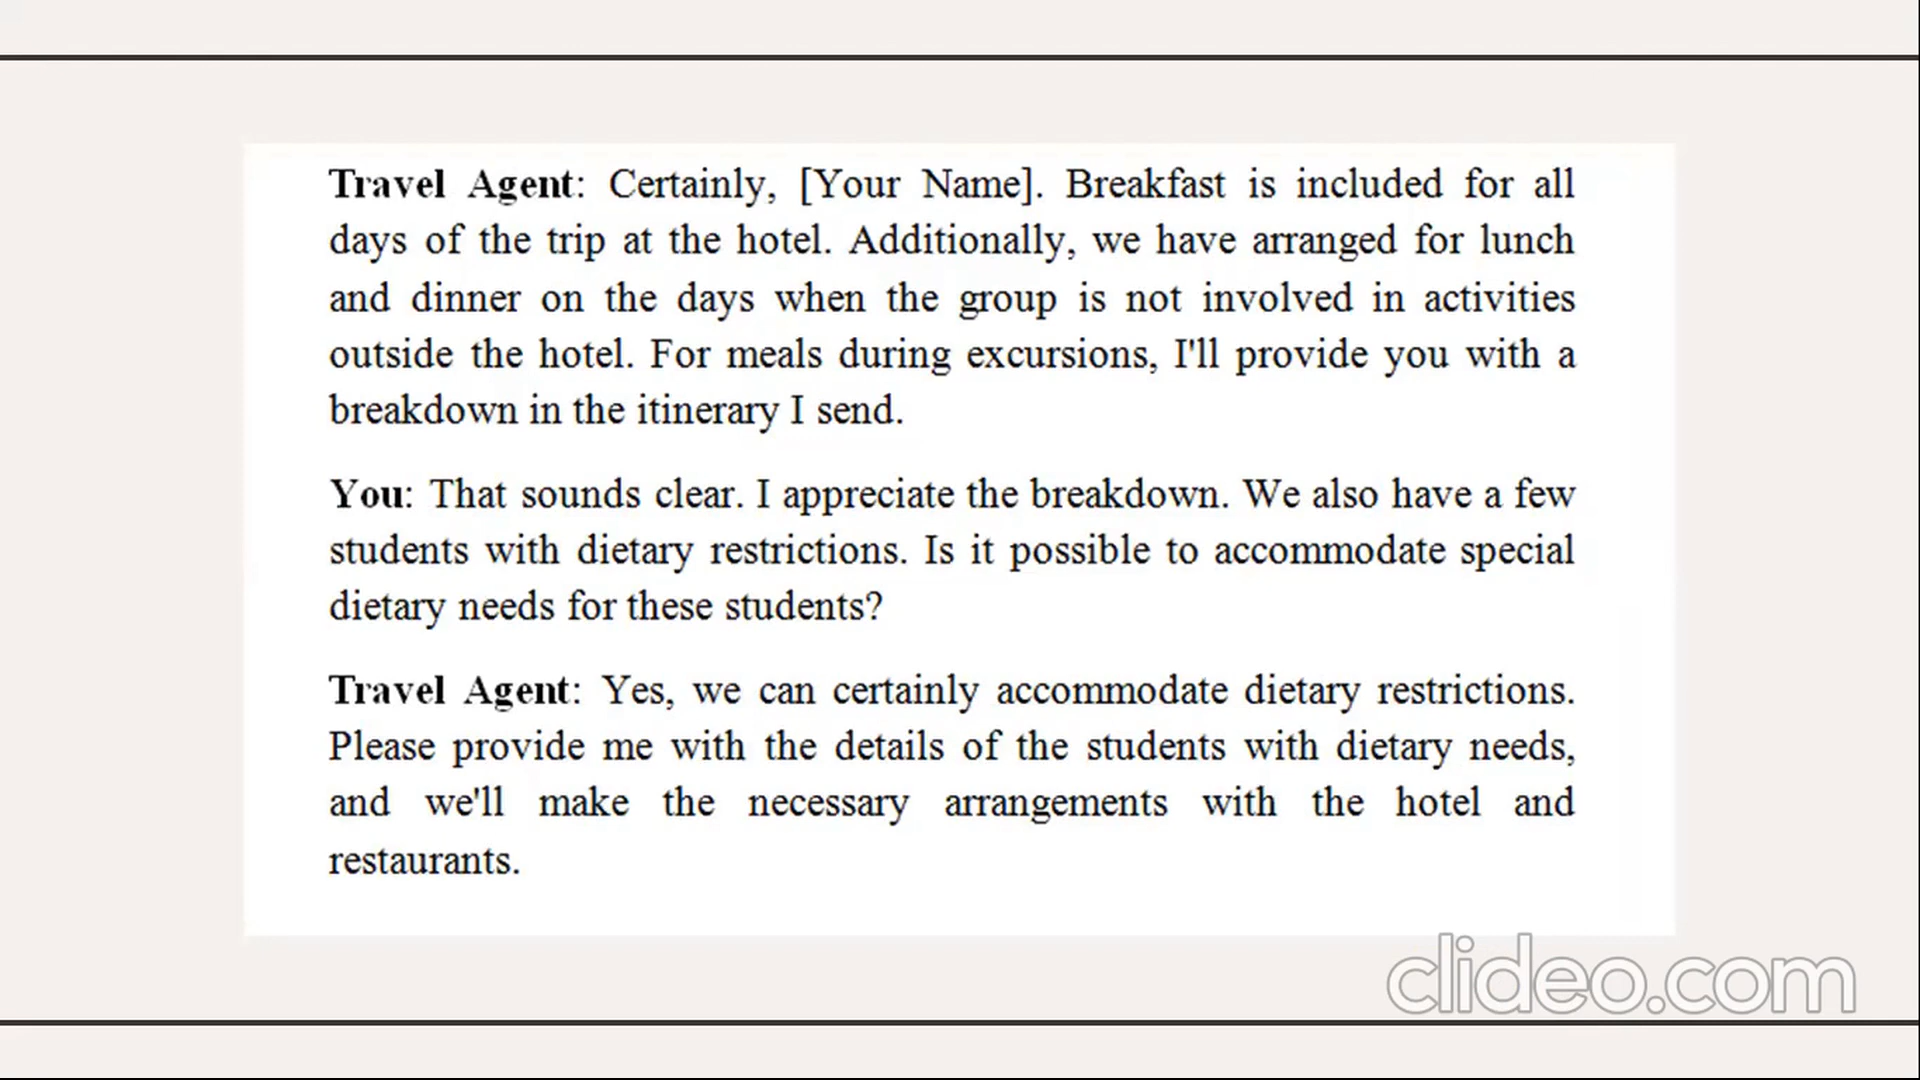 Travel Agent: Certainly, [Your Name]. Breakfast is included for all
days of the trip at the hotel. Additionally, we have arranged for lunch
and dinner on the days when the group is not involved in activities
outside the hotel. For meals during excursions, I'll provide you with a
breakdown in the itinerary I send.
You: That sounds clear. I appreciate the breakdown. We also have a few
students with dietary restrictions. Is it possible to accommodate special
dietary needs for these students?
Travel Agent: Yes, we can certainly accommodate dietary restrictions.
Please provide me with the details of the students with dietary needs,
and we'll make the necessary arrangements with the hotel and
restaurants.
clideo.com